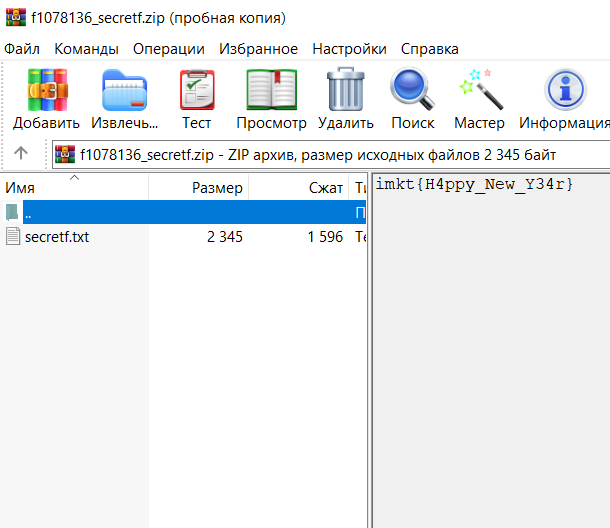 f1078136_secretf.zip (пробная копия)
Файл Команды Операции Избранное Настройки Справка
Добавить Извлечь... Тест Просмотр Удалить Поиск Мастер Информация
f1078136_secretf.zip - ZIP архив, размер исходных файлов 2 345 байт
Имя Размер Сжат Ти
.. П
secretf.txt 2 345 1 596 Те
imkt{H4ppy_New_Y34r}